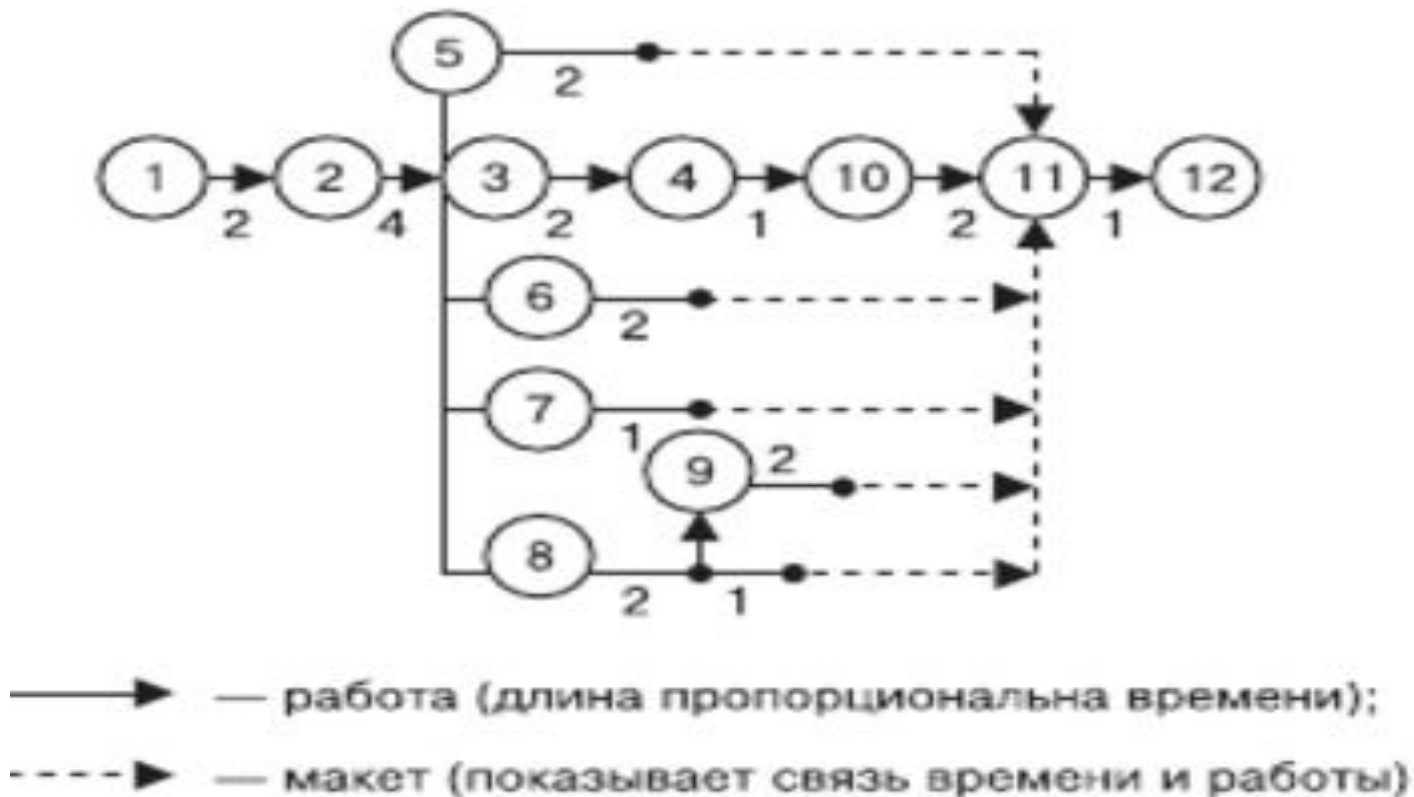 5
2
1 2 3 4 10 11 12
2 4 2 1 2 1
6
2
7
1 9 2
8
2 1
— работа (длина пропорциональна времени);
— макет (показывает связь времени и работы)